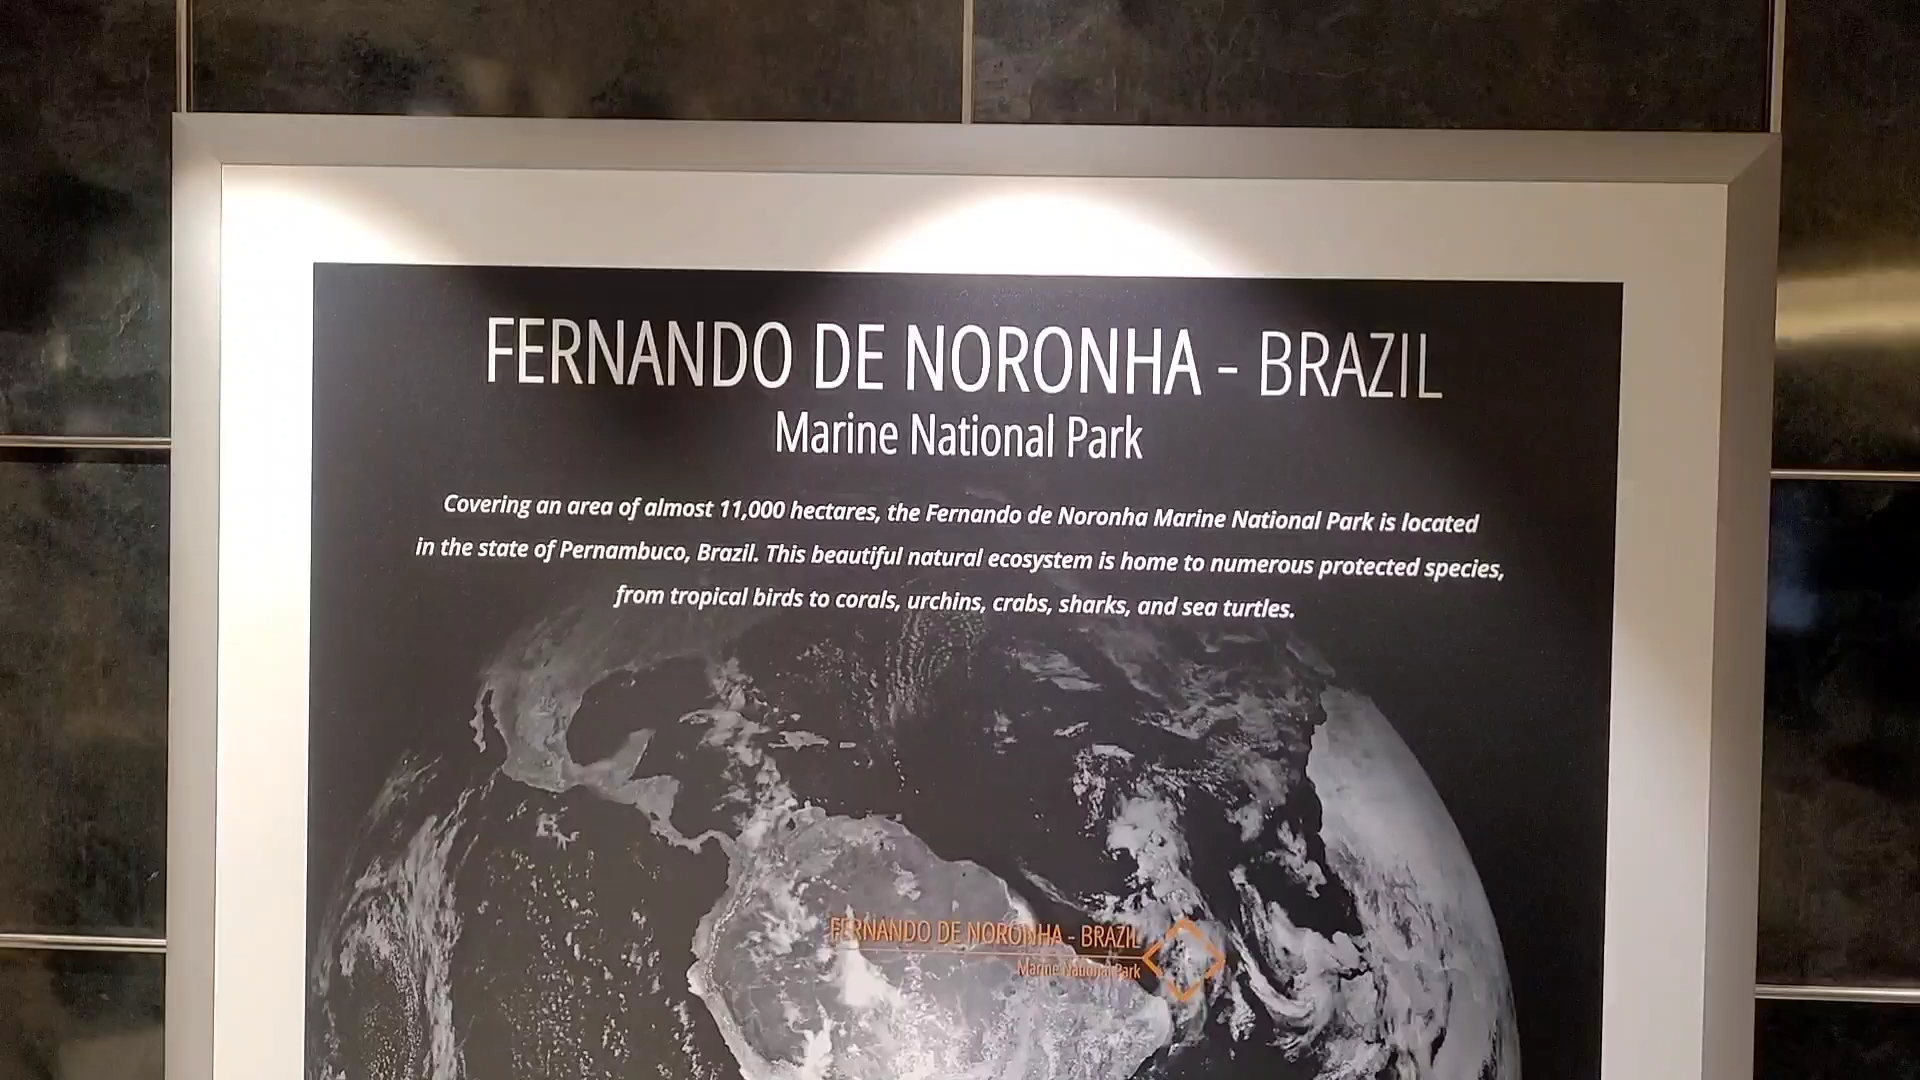 FERNANDO DE NORONHA - BRAZIL
Marine National Park
Covering an area of almost 11,000 hectares, the Fernando de Noronha Marine National Park is located
in the state of Pernambuco, Brazil. This beautiful natural ecosystem is home to numerous protected species,
from tropical birds to corals, urchins, crabs, sharks, and sea turtles.
FERNANDO DE NORONHA - BRAZIL
Marine National Park